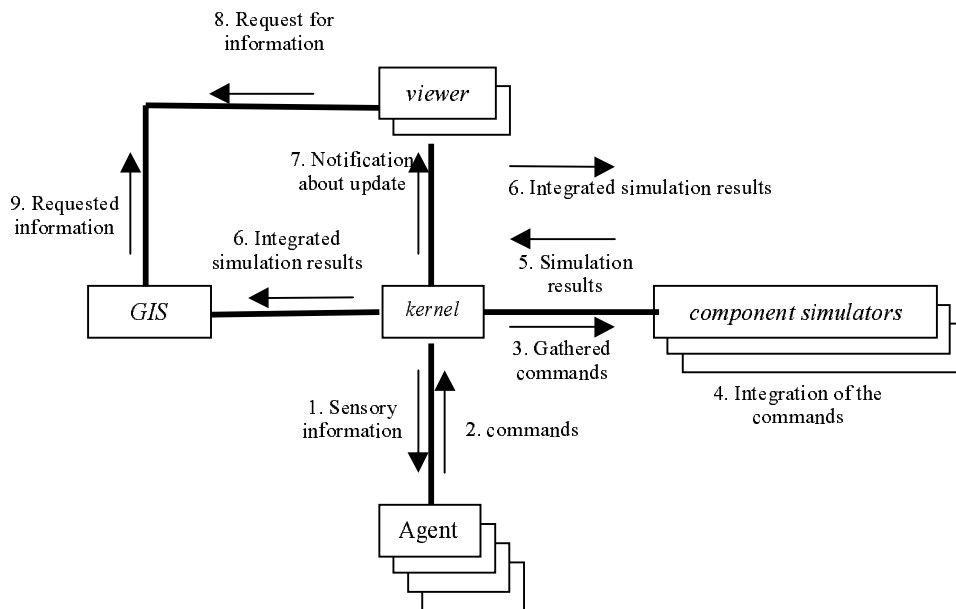 8. Request for
information
viewer
7. Notification
about update
6. Integrated simulation results
9. Requested
information
6. Integrated
simulation results
5. Simulation
results
GIS
kernel
component simulators
3. Gathered
commands
4. Integration of the
commands
1. Sensory
information
2. commands
Agent